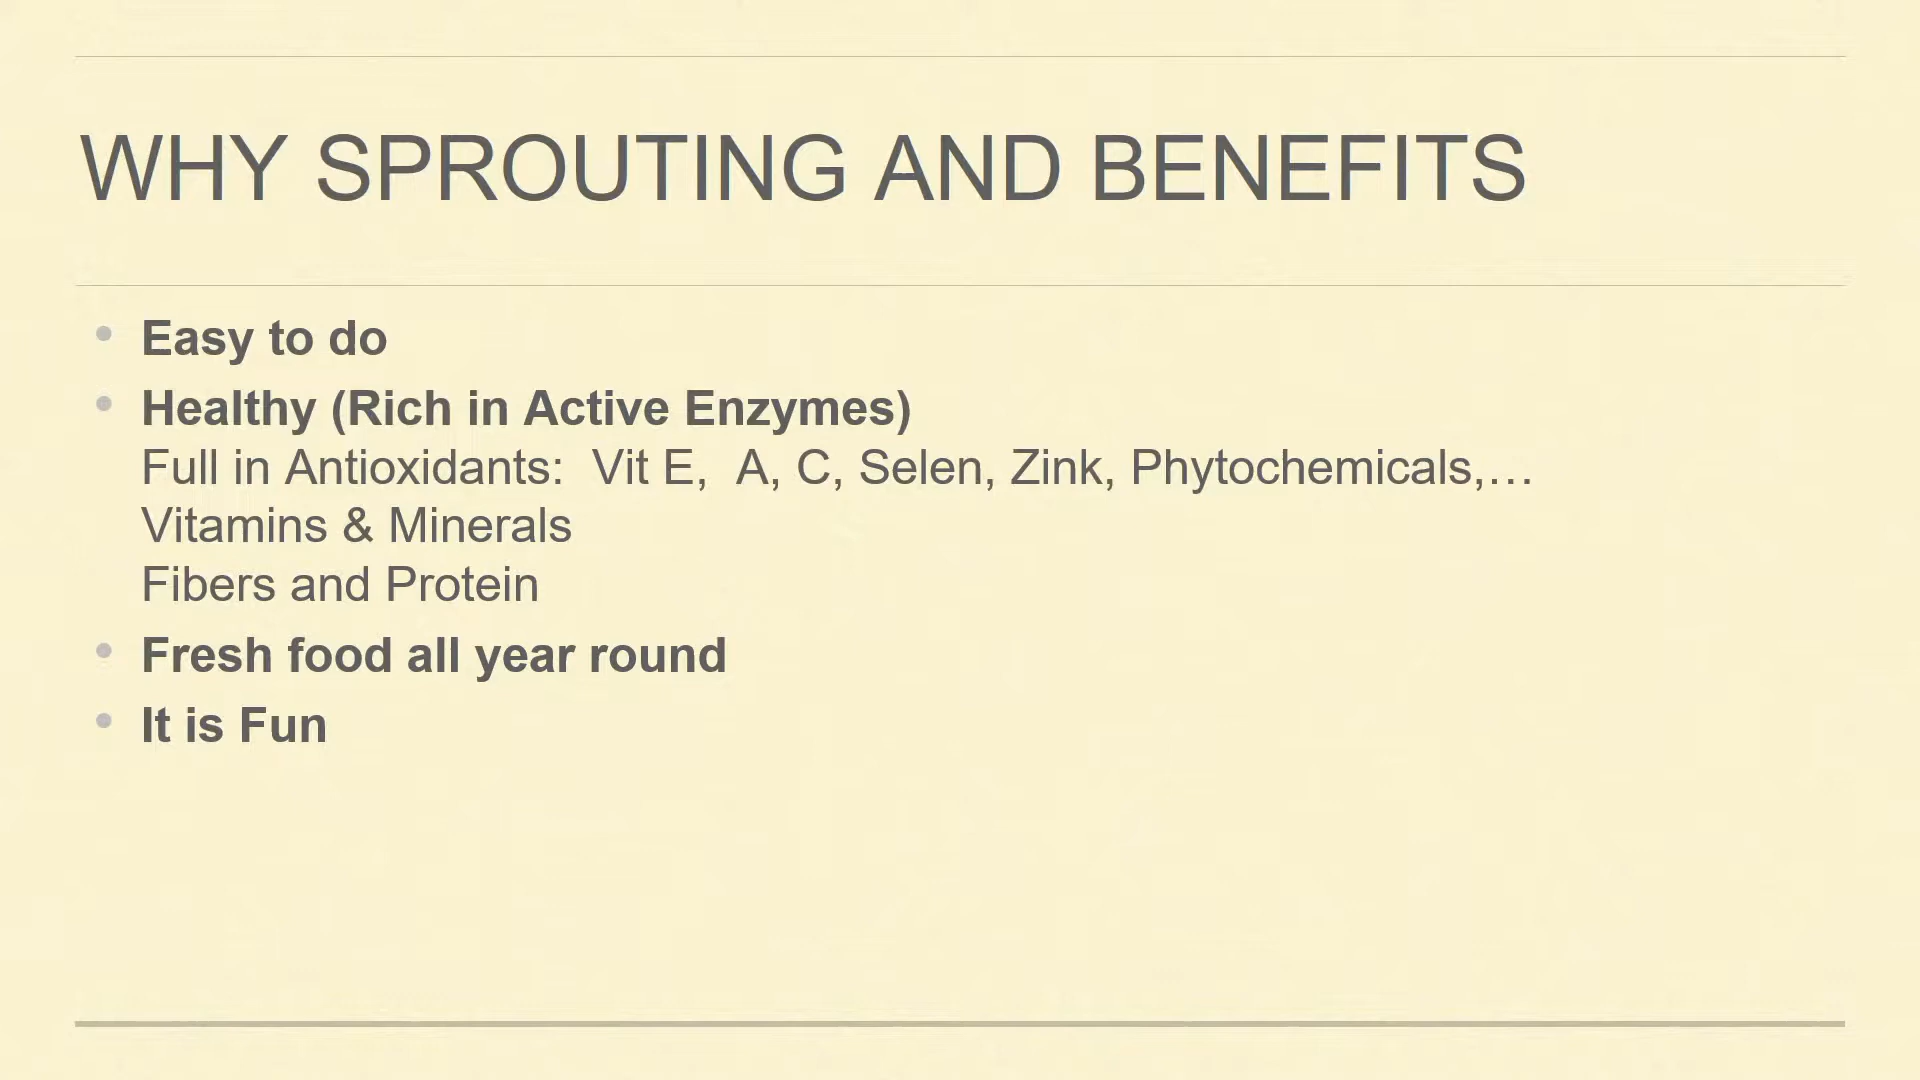 WHY SPROUTING AND BENEFITS
• Easy to do
• Healthy (Rich in Active Enzymes)
Full in Antioxidants:  Vit E,  A, C, Selen, Zink, Phytochemicals,…
Vitamins & Minerals
Fibers and Protein
• Fresh food all year round
• It is Fun